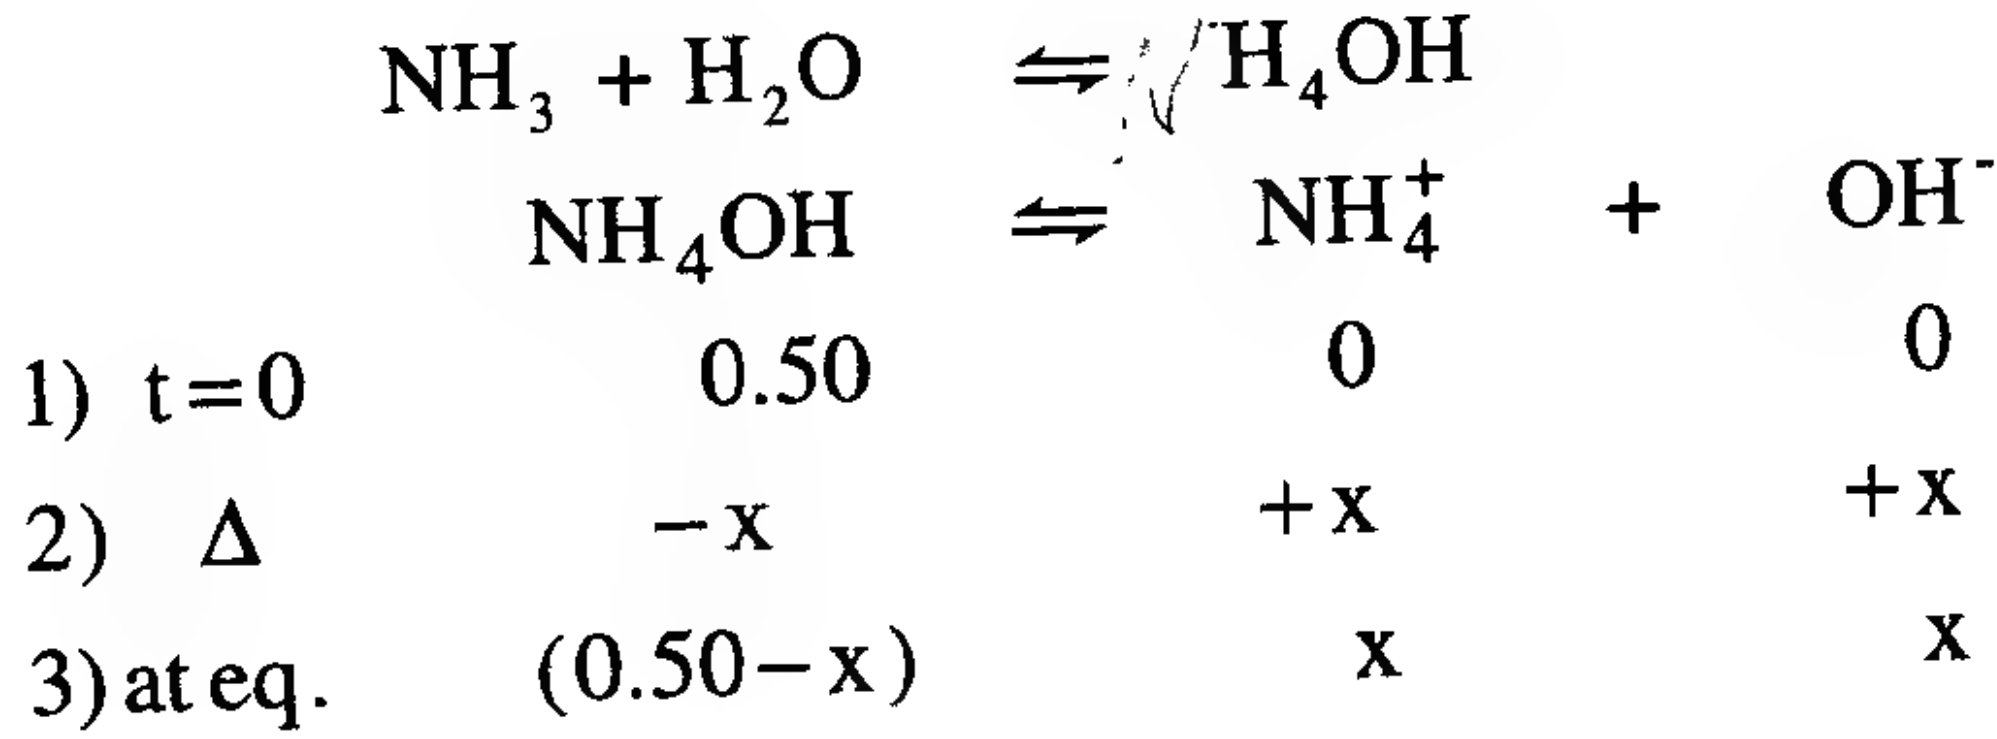 NH₃ + H₂O ⇌ H₄OH
NH₄OH ⇌ NH₄⁺ + OH⁻
1) t=0 0.50 0 0
2) Δ −x +x +x
3) at eq. (0.50−x) x x